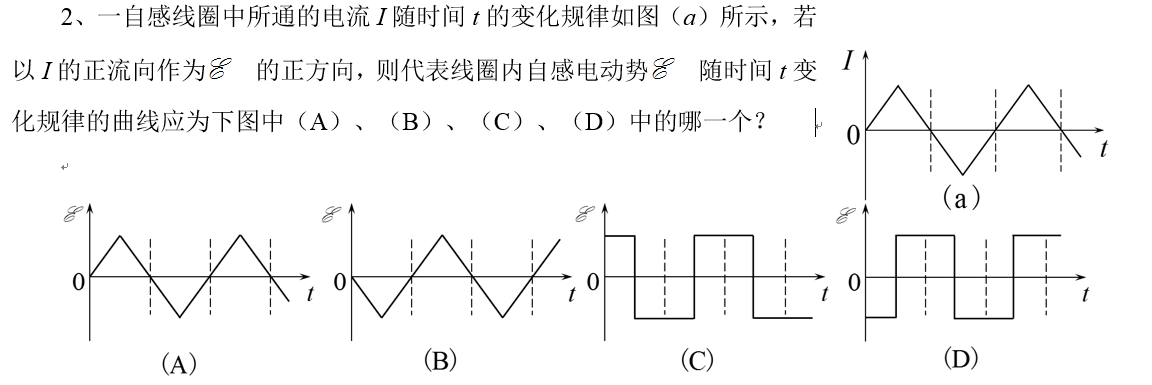 2、一自感线圈中所通的电流 I 随时间 t 的变化规律如图（a）所示，若
以 I 的正流向作为ℰ 的正方向，则代表线圈内自感电动势ℰ 随时间 t 变
化规律的曲线应为下图中（A）、（B）、（C）、（D）中的哪一个？
I
0
t
(a)
ℰ
0
t
(A)
ℰ
0
t
(B)
ℰ
0
t
(C)
ℰ
0
t
(D)